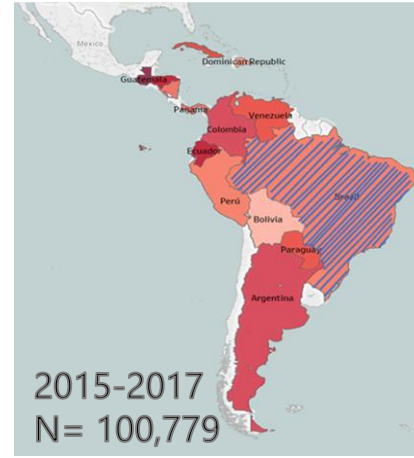 Mexico
Dominican Republic
Guatemala
Panama
Venezuela
Colombia
Ecuador
Brazil
Perú
Bolivia
Paraguay
Argentina
2015-2017
N= 100,779